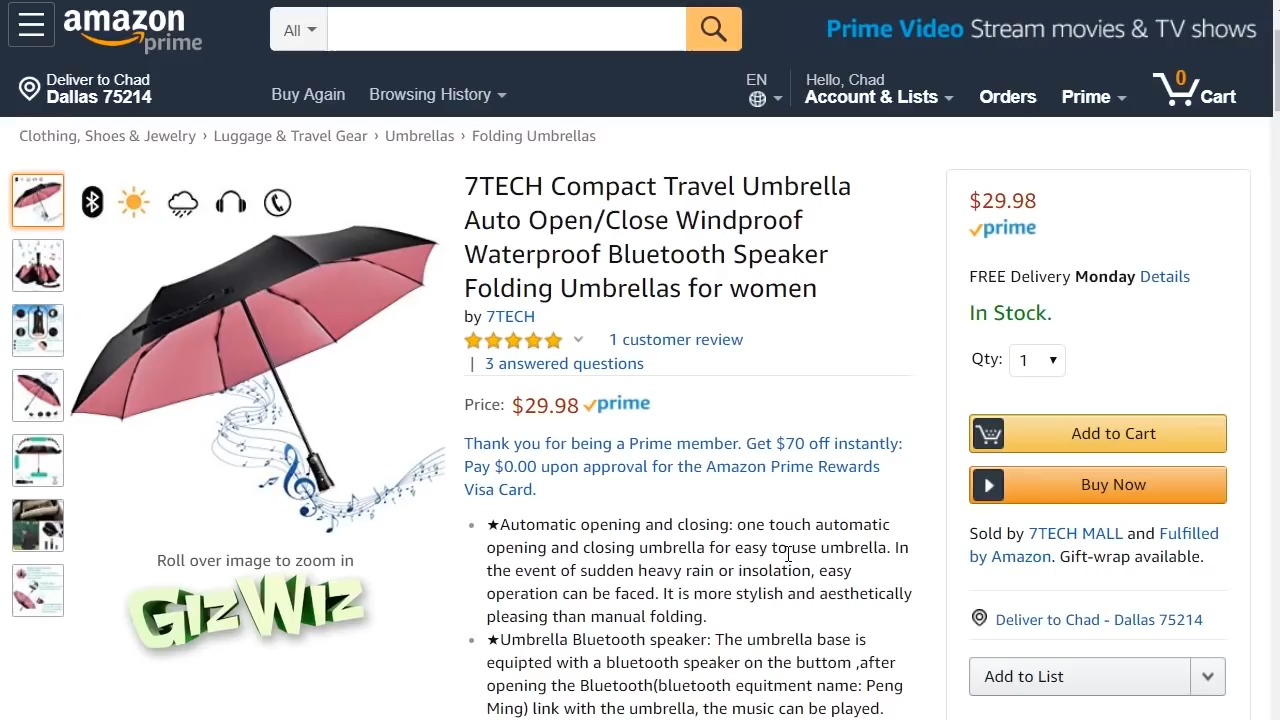 amazon
prime
All
Prime Video Stream movies & TV shows
Deliver to Chad
Dallas 75214
Buy Again
Browsing History
EN
Hello, Chad
Account & Lists
Orders
Prime
0
Cart
Clothing, Shoes & Jewelry › Luggage & Travel Gear › Umbrellas › Folding Umbrellas
7TECH Compact Travel Umbrella
Auto Open/Close Windproof
Waterproof Bluetooth Speaker
Folding Umbrellas for women
by 7TECH
1 customer review
| 3 answered questions
Price: $29.98 prime
Thank you for being a Prime member. Get $70 off instantly:
Pay $0.00 upon approval for the Amazon Prime Rewards
Visa Card.
• ★Automatic opening and closing: one touch automatic
opening and closing umbrella for easy to use umbrella. In
the event of sudden heavy rain or insolation, easy
operation can be faced. It is more stylish and aesthetically
pleasing than manual folding.
• ★Umbrella Bluetooth speaker: The umbrella base is
equipted with a bluetooth speaker on the buttom ,after
opening the Bluetooth(bluetooth equitment name: Peng
Ming) link with the umbrella, the music can be played.
Roll over image to zoom in
GizWiz
$29.98
prime
FREE Delivery Monday Details
In Stock.
Qty: 1
Add to Cart
Buy Now
Sold by 7TECH MALL and Fulfilled
by Amazon. Gift-wrap available.
Deliver to Chad - Dallas 75214
Add to List